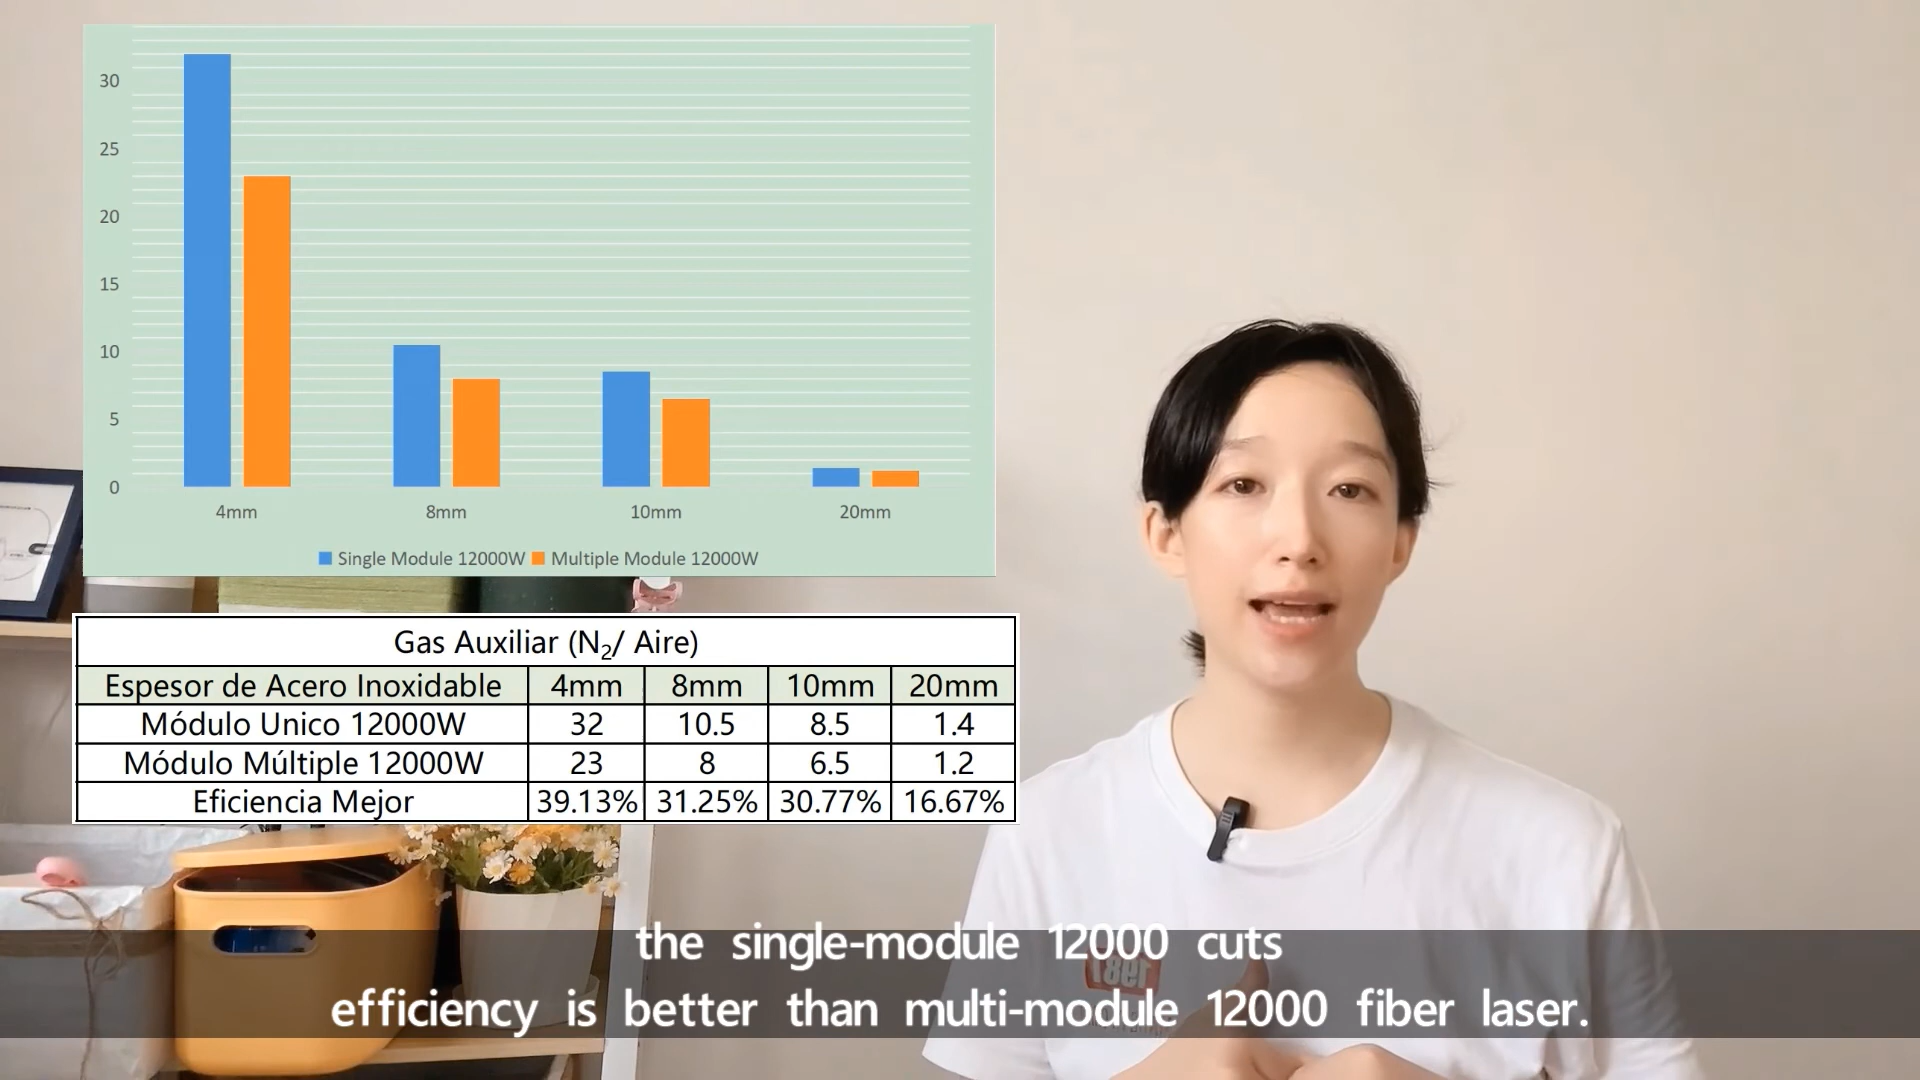 30
25
20
15
10
5
0
4mm 8mm 10mm 20mm
Single Module 12000W Multiple Module 12000W
Gas Auxiliar (N₂/ Aire)
Espesor de Acero Inoxidable 4mm 8mm 10mm 20mm
Módulo Unico 12000W 32 10.5 8.5 1.4
Módulo Múltiple 12000W 23 8 6.5 1.2
Eficiencia Mejor 39.13% 31.25% 30.77% 16.67%
the single-module 12000 cuts
efficiency is better than multi-module 12000 fiber laser.